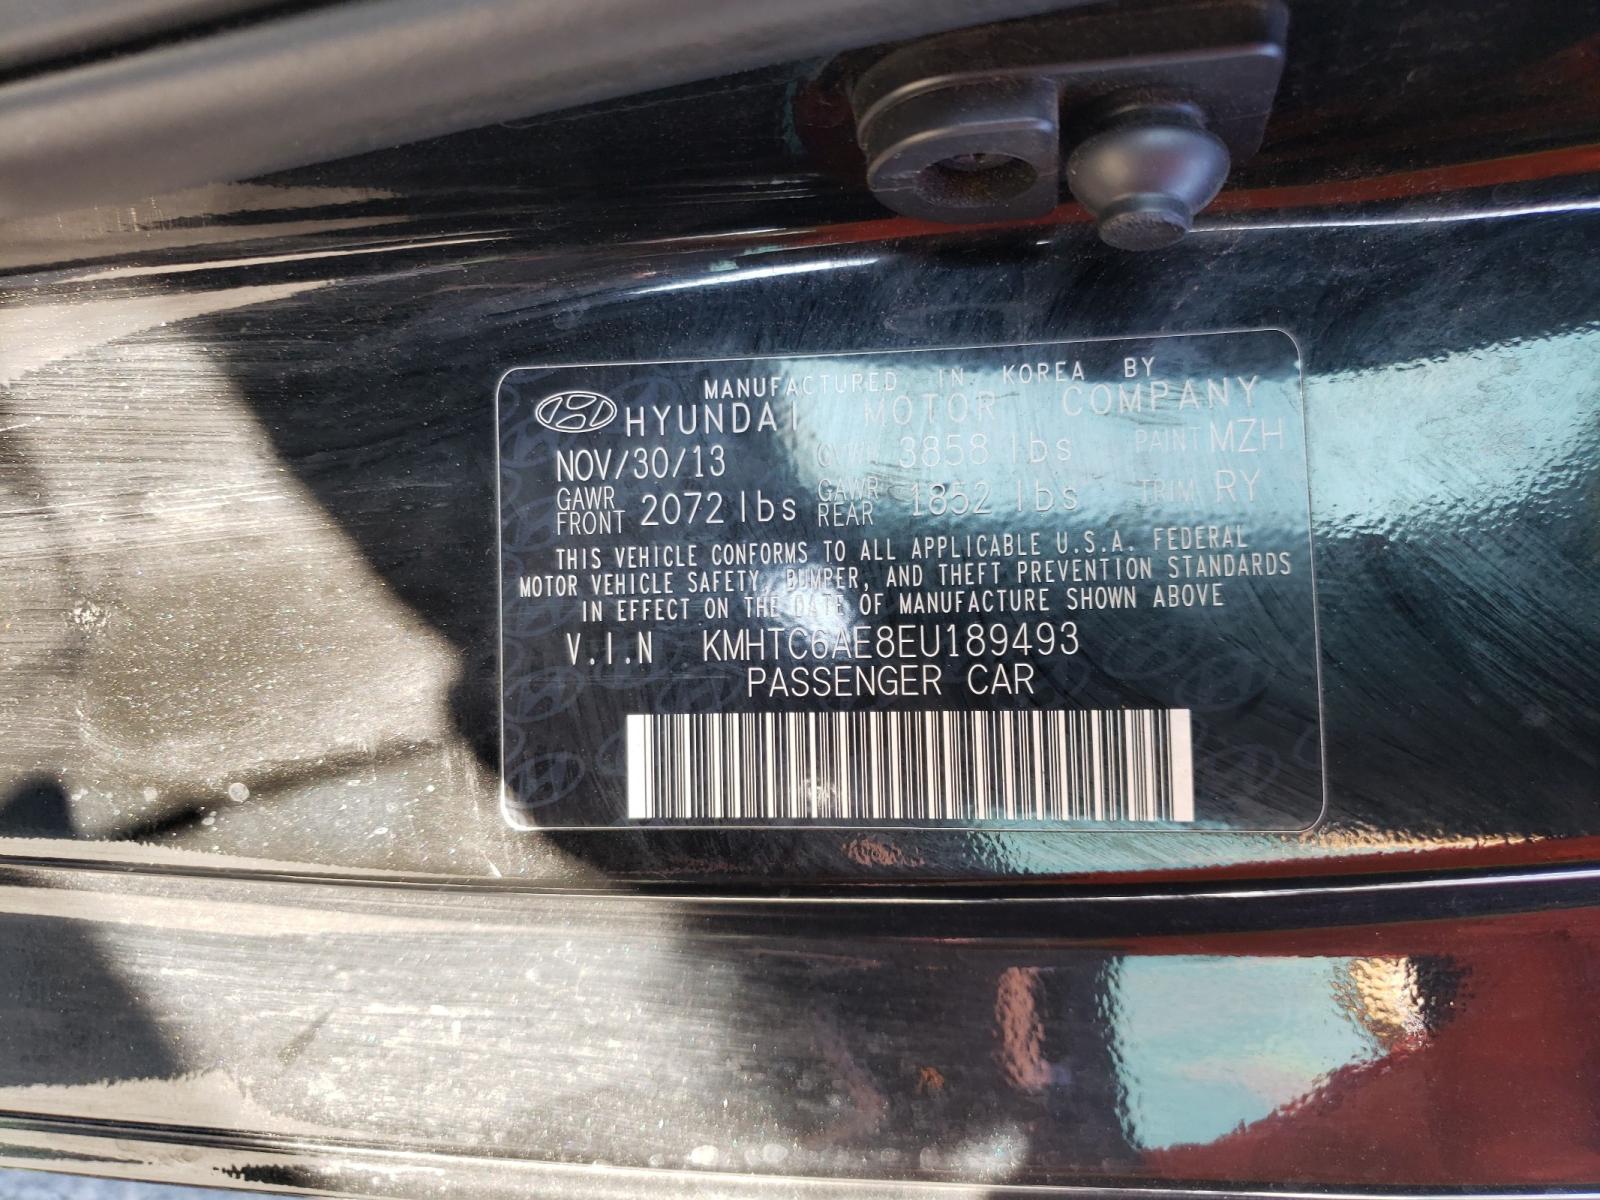 MANUFACTURED IN KOREA BY
HYUNDAI MOTOR COMPANY
NOV/30/13 GVWR 3858 lbs PAINT MZH
GAWR FRONT 2072 lbs GAWR REAR 1852 lbs TRIM RY
THIS VEHICLE CONFORMS TO ALL APPLICABLE U.S.A. FEDERAL
MOTOR VEHICLE SAFETY, BUMPER, AND THEFT PREVENTION STANDARDS
IN EFFECT ON THE DATE OF MANUFACTURE SHOWN ABOVE
V.I.N KMHTC6AE8EU189493
PASSENGER CAR